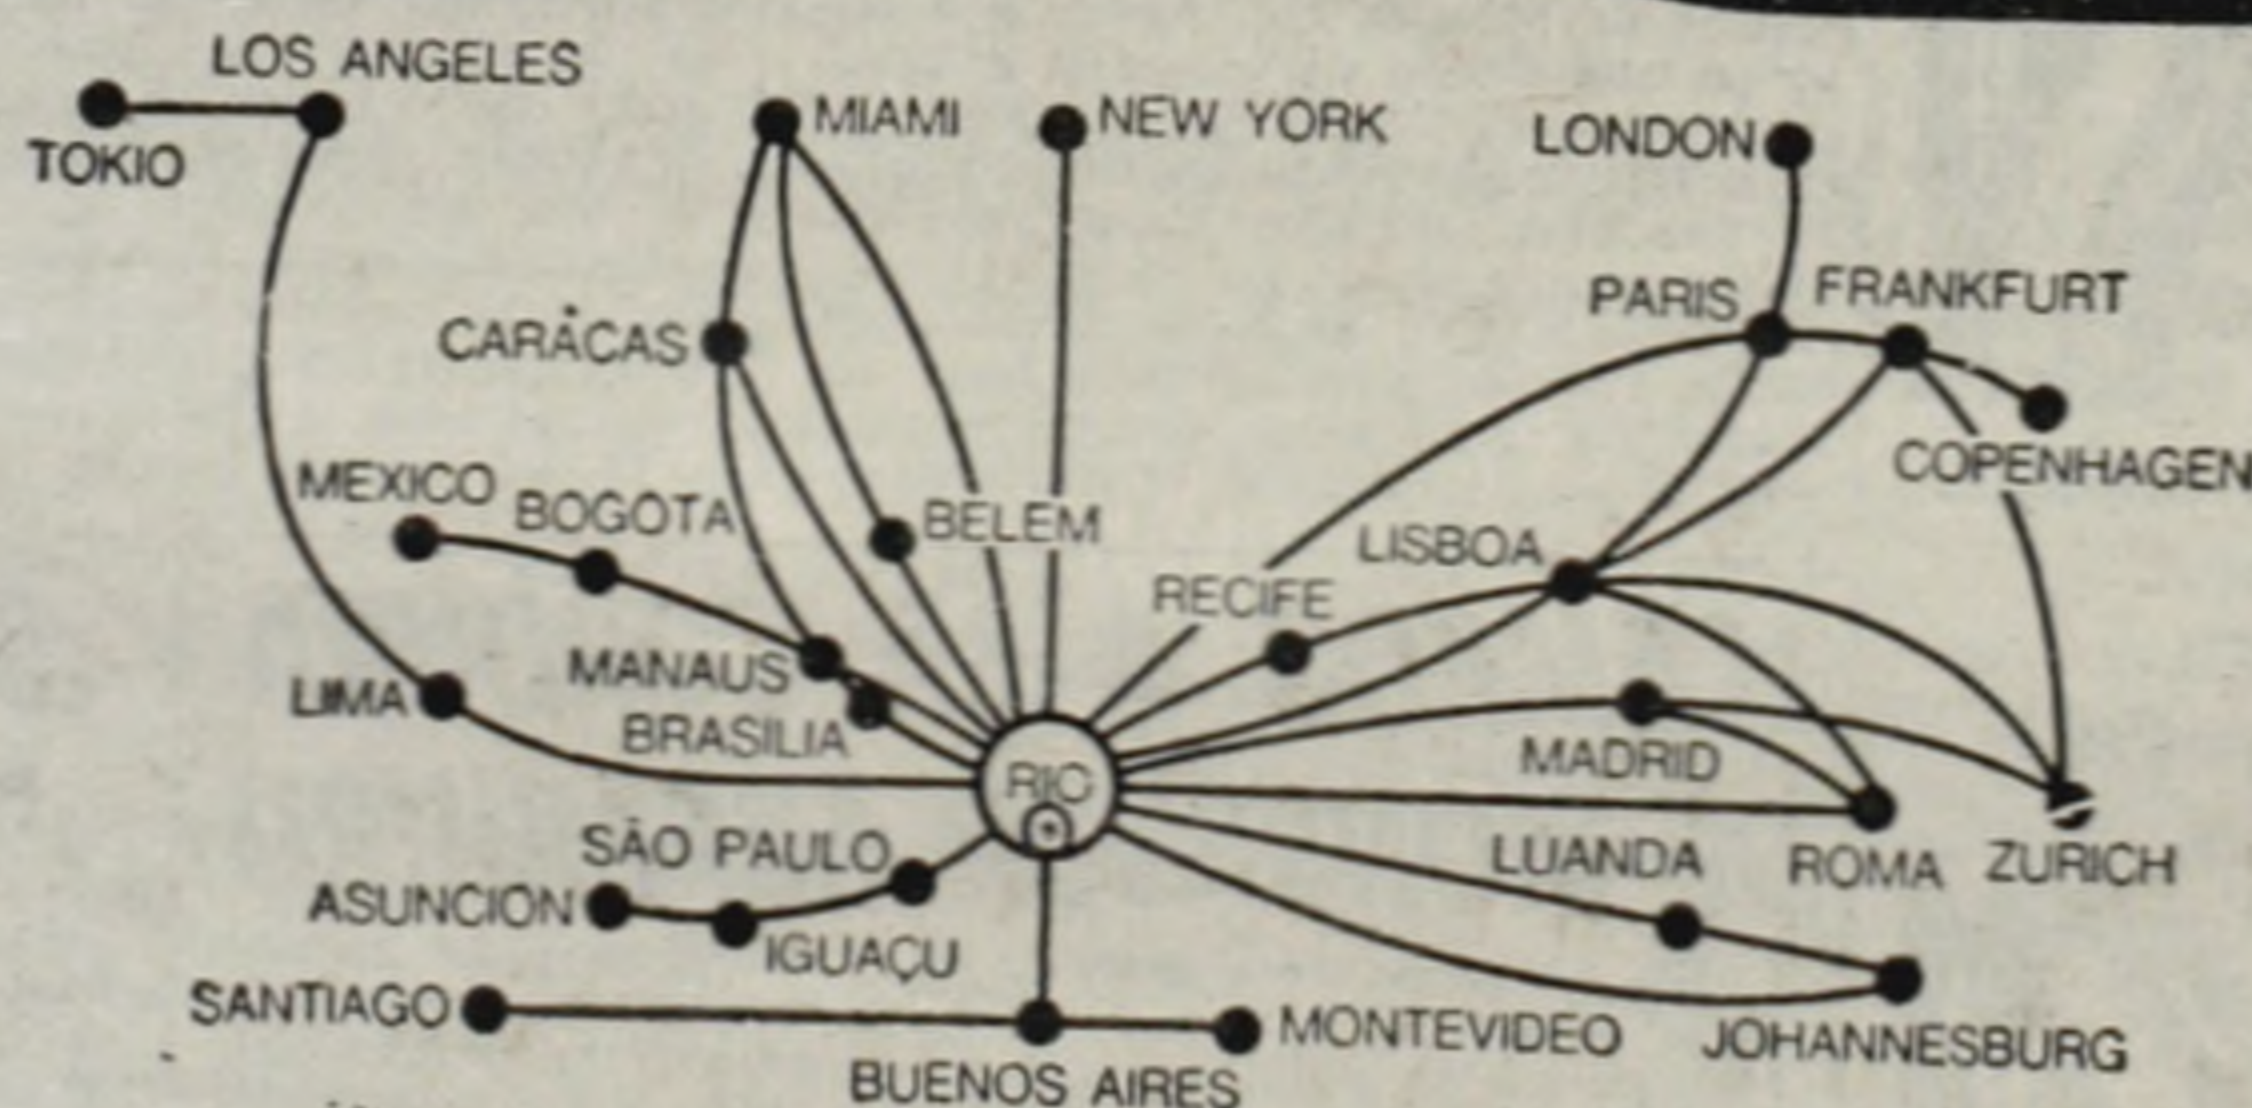 LOS ANGELES
TOKIO
MIAMI
NEW YORK
LONDON
PARIS
FRANKFURT
CARÁCAS
COPENHAGEN
MEXICO
BOGOTA
BELEM
LISBOA
RECIFE
MANAUS
LIMA
BRASILIA
MADRID
RIO
SÃO PAULO
LUANDA
ROMA
ZURICH
ASUNCION
IGUAÇU
SANTIAGO
MONTEVIDEO
JOHANNESBURG
BUENOS AIRES